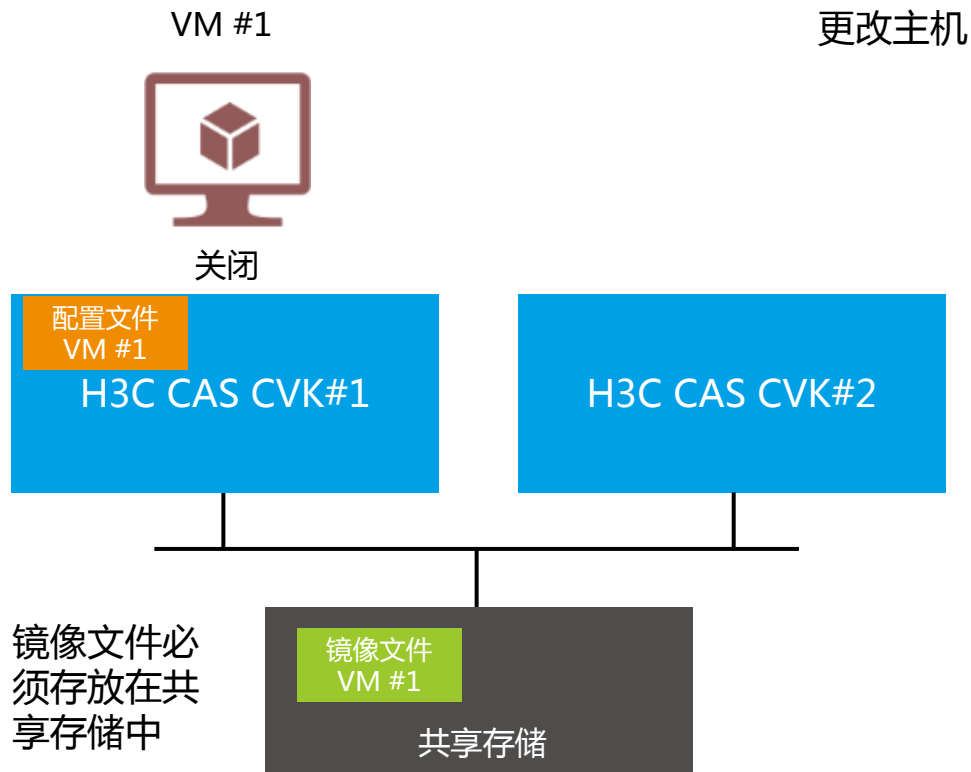 VM #1
更改主机
关闭
配置文件
VM #1
H3C CAS CVK#1
H3C CAS CVK#2
镜像文件必
须存放在共
享存储中
镜像文件
VM #1
共享存储